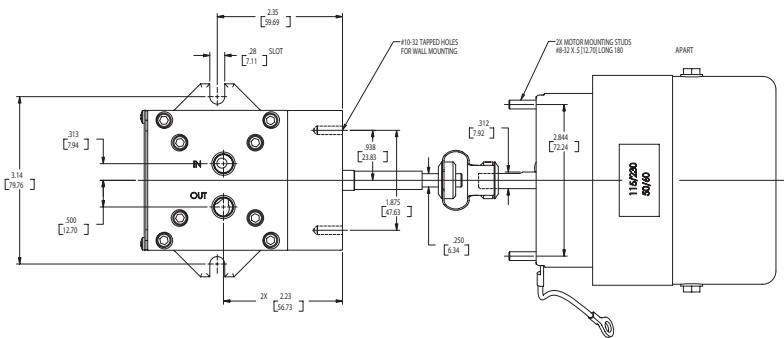 2.35
[59.69]
.28 SLOT
[7.11]
#10-32 TAPPED HOLES
FOR WALL MOUNTING
2X MOTOR MOUNTING STUDS
#8-32 X .5 [12.70] LONG 180
APART
.313
[7.94]
IN
3.14
[79.76]
OUT
.500
[12.70]
.938
[23.83]
1.875
[47.63]
.312
[7.92]
2.844
[72.24]
115/230
50/60
.250
[6.34]
2X 2.23
[56.73]